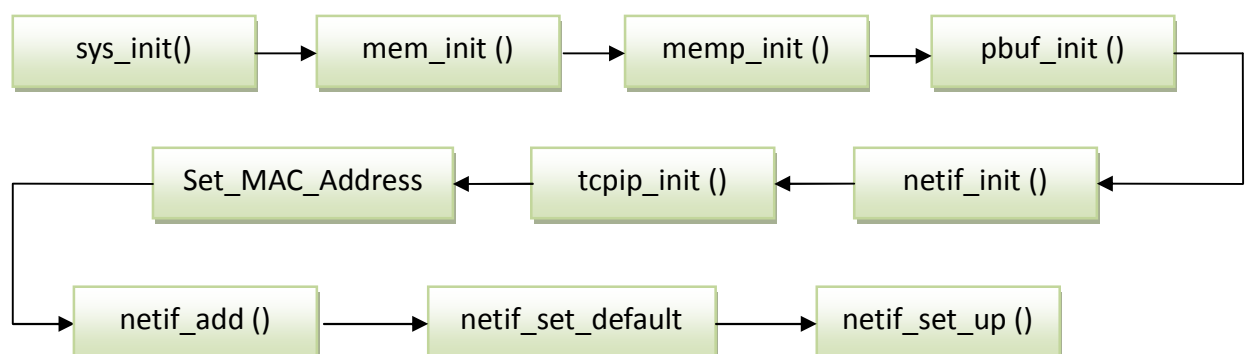 sys_init()
mem_init ()
memp_init ()
pbuf_init ()
netif_init ()
tcpip_init ()
Set_MAC_Address
netif_add ()
netif_set_default
netif_set_up ()